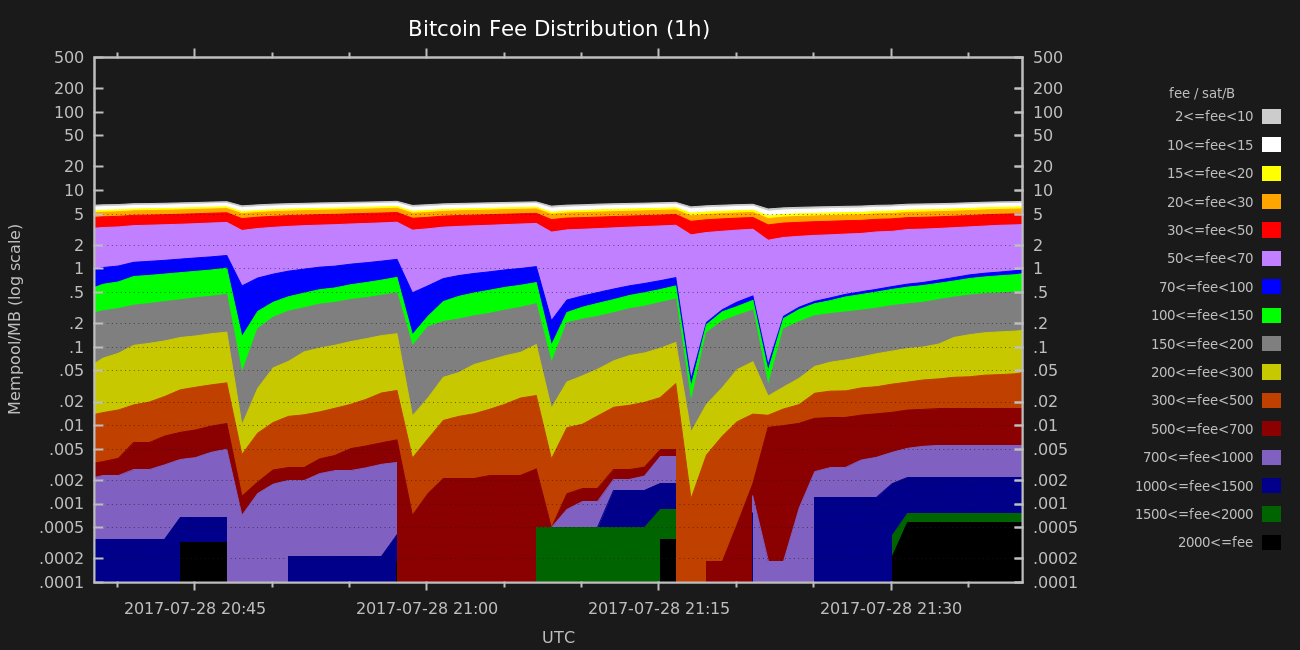 Bitcoin Fee Distribution (1h)
500
200
100
50
20
10
5
2
1
.5
.2
.1
.05
.02
.01
.005
.002
.001
.0005
.0002
.0001
Mempool/MB (log scale)
500
200
100
50
20
10
5
2
1
.5
.2
.1
.05
.02
.01
.005
.002
.001
.0005
.0002
.0001
2017-07-28 20:45
2017-07-28 21:00
2017-07-28 21:15
2017-07-28 21:30
UTC
fee / sat/B
2<=fee<10
10<=fee<15
15<=fee<20
20<=fee<30
30<=fee<50
50<=fee<70
70<=fee<100
100<=fee<150
150<=fee<200
200<=fee<300
300<=fee<500
500<=fee<700
700<=fee<1000
1000<=fee<1500
1500<=fee<2000
2000<=fee